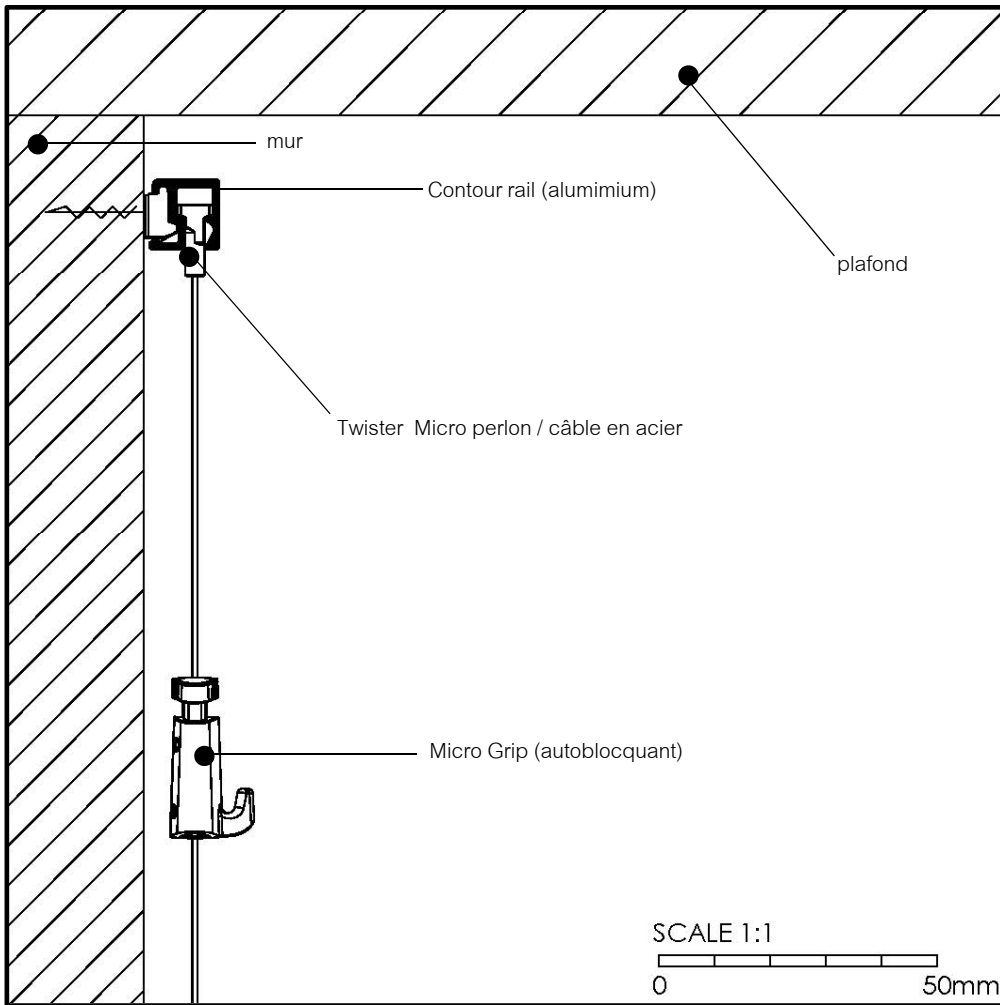 mur
Contour rail (alumimium)
plafond
Twister Micro perlon / câble en acier
Micro Grip (autoblocquant)
SCALE 1:1
0 50mm